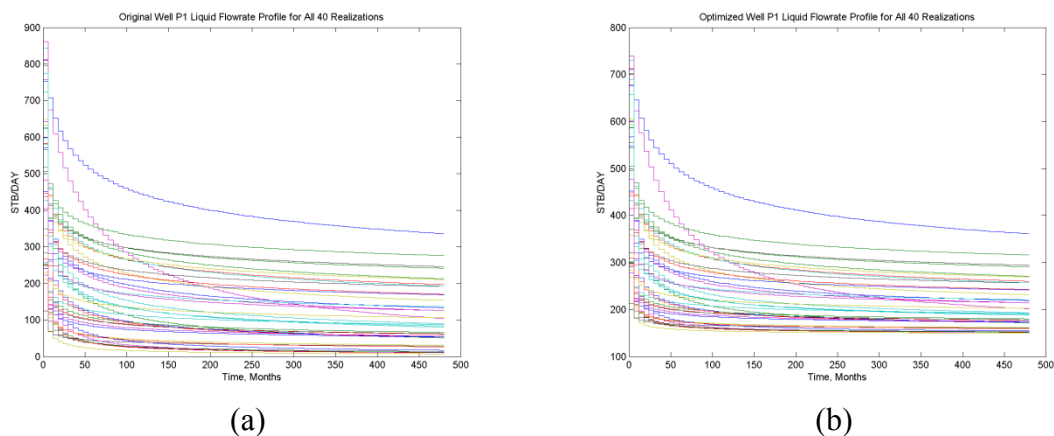 Original Well P1 Liquid Flowrate Profile for All 40 Realizations
900
800
700
600
500
400
300
200
100
0
STB/DAY
0 50 100 150 200 250 300 350 400 450 500
Time, Months
(a)
Optimized Well P1 Liquid Flowrate Profile for All 40 Realizations
800
700
600
500
400
300
200
100
STB/DAY
0 50 100 150 200 250 300 350 400 450 500
Time, Months
(b)